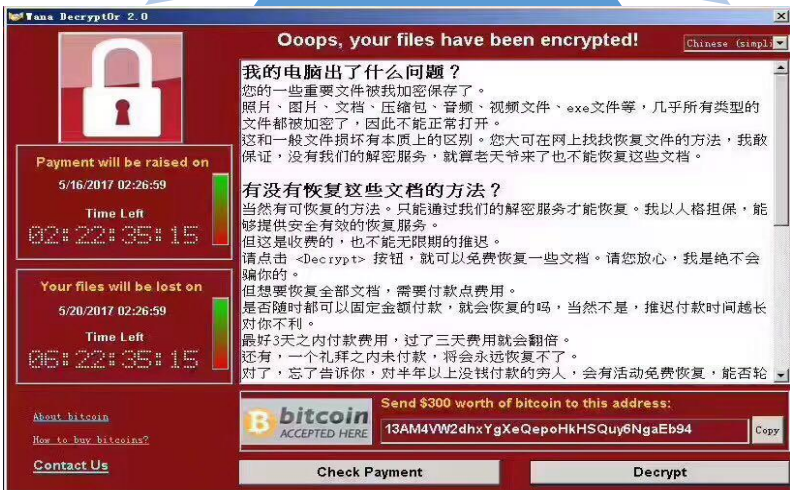 Wana Decrypt0r 2.0
Ooops, your files have been encrypted!
Chinese (simpli
我的电脑出了什么问题？
您的一些重要文件被我加密保存了。
照片、图片、文档、压缩包、音频、视频文件、exe文件等，几乎所有类型的
文件都被加密了，因此不能正常打开。
这和一般文件损坏有本质上的区别。您大可在网上找找恢复文件的方法，我敢
保证，没有我们的解密服务，就算老天爷来了也不能恢复这些文档。
有没有恢复这些文档的方法？
当然有可恢复的方法。只能通过我们的解密服务才能恢复。我以人格担保，能
够提供安全有效的恢复服务。
但这是收费的，也不能无限期的推迟。
请点击 <Decrypt> 按钮，就可以免费恢复一些文档。请您放心，我是绝不会
骗你的。
但想要恢复全部文档，需要付款点费用。
是否随时都可以固定金额付款，就会恢复的吗，当然不是，推迟付款时间越长
对你不利。
最好3天之内付款费用，过了三天费用就会翻倍。
还有，一个礼拜之内未付款，将会永远恢复不了。
对了，忘了告诉你，对半年以上没钱付款的穷人，会有活动免费恢复，能否轮
Payment will be raised on
5/16/2017 02:26:59
Time Left
02:22:35:15
Your files will be lost on
5/20/2017 02:26:59
Time Left
06:22:35:15
About bitcoin
How to buy bitcoins?
Contact Us
bitcoin
ACCEPTED HERE
Send $300 worth of bitcoin to this address:
13AM4VW2dhxYgXeQepoHkHSQuy6NgaEb94
Copy
Check Payment
Decrypt